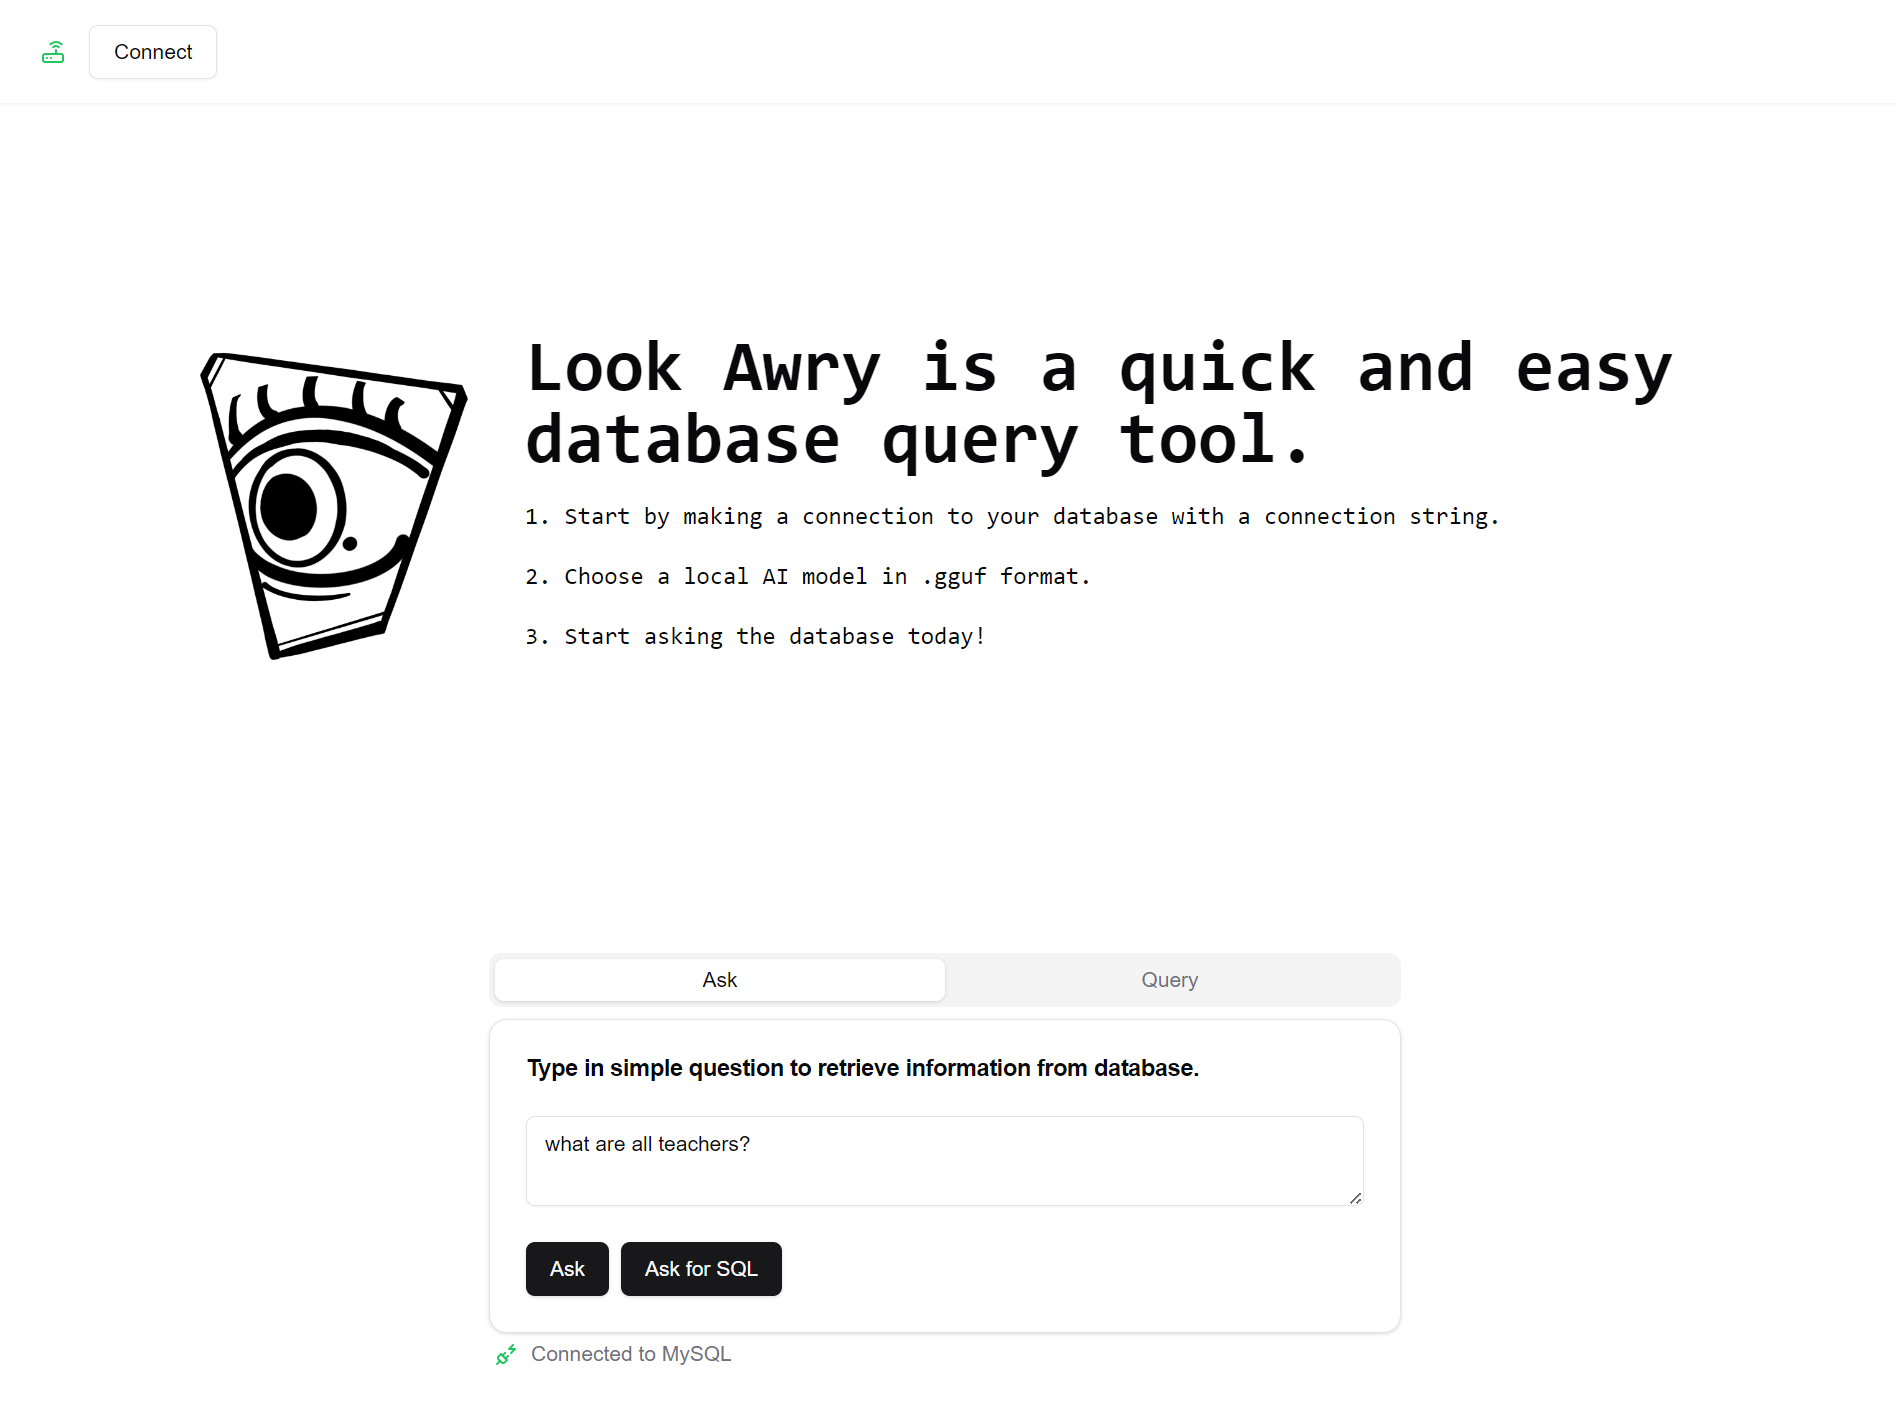 Connect
Look Awry is a quick and easy
database query tool.
1. Start by making a connection to your database with a connection string.
2. Choose a local AI model in .gguf format.
3. Start asking the database today!
Ask
Query
Type in simple question to retrieve information from database.
what are all teachers?
Ask
Ask for SQL
Connected to MySQL